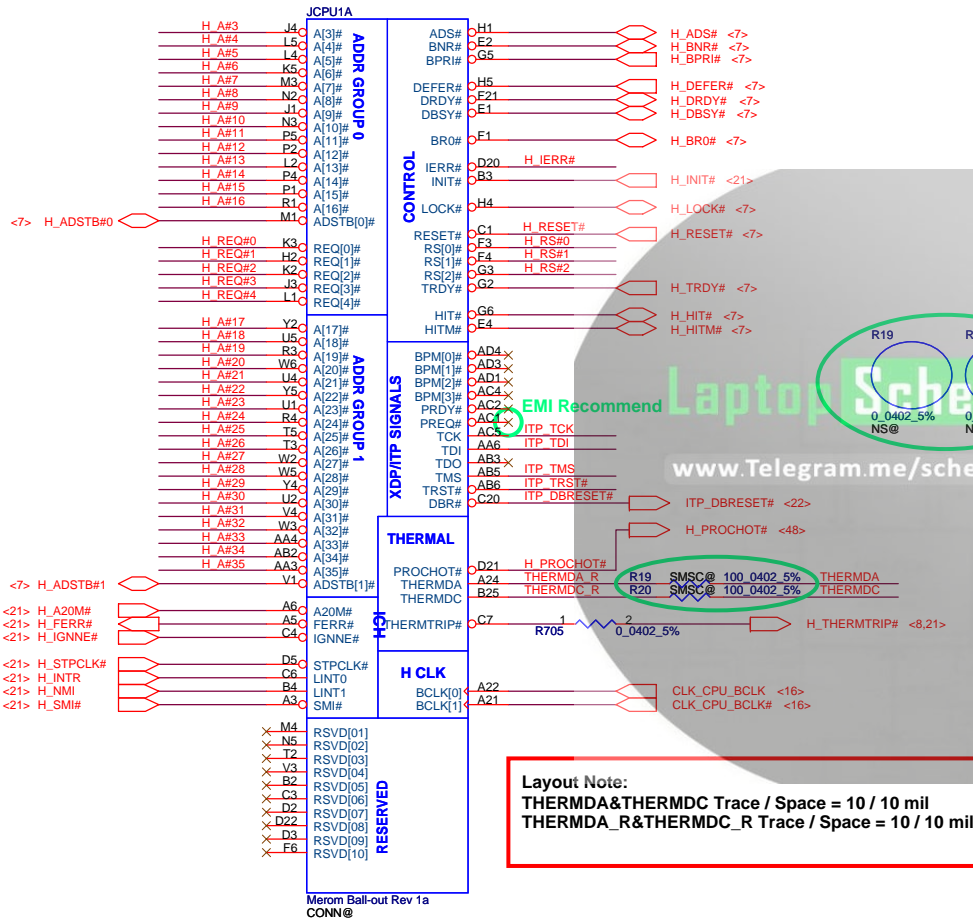 JCPU1A
H_A#3 J4 A[3]# ADS# H1 H_ADS# <7>
H_A#4 L5 A[4]# BNR# E2 H_BNR# <7>
H_A#5 L4 A[5]# BPRI# G5 H_BPRI# <7>
H_A#6 K5 A[6]#
H_A#7 M3 A[7]# DEFER# H5 H_DEFER# <7>
H_A#8 N2 A[8]# DRDY# F21 H_DRDY# <7>
H_A#9 J1 A[9]# DBSY# E1 H_DBSY# <7>
H_A#10 N3 A[10]#
H_A#11 P5 A[11]# BR0# F1 H_BR0# <7>
H_A#12 P2 A[12]#
H_A#13 L2 A[13]# IERR# D20 H_IERR#
H_A#14 P4 A[14]# INIT# B3 H_INIT# <21>
H_A#15 P1 A[15]#
H_A#16 R1 A[16]# LOCK# H4 H_LOCK# <7>
<7> H_ADSTB#0 M1 ADSTB[0]#
ADDR GROUP 0
CONTROL
RESET# C1 H_RESET# H_RESET# <7>
H_REQ#0 K3 REQ[0]# RS[0]# F3 H_RS#0
H_REQ#1 H2 REQ[1]# RS[1]# F4 H_RS#1
H_REQ#2 K2 REQ[2]# RS[2]# G3 H_RS#2
H_REQ#3 J3 REQ[3]# TRDY# G2 H_TRDY# <7>
H_REQ#4 L1 REQ[4]#
HIT# G6 H_HIT# <7>
H_A#17 Y2 A[17]# HITM# E4 H_HITM# <7>
H_A#18 U5 A[18]#
H_A#19 R3 A[19]# BPM[0]# AD4
H_A#20 W6 A[20]# BPM[1]# AD3
H_A#21 U4 A[21]# BPM[2]# AD1
H_A#22 Y5 A[22]# BPM[3]# AC4
H_A#23 U1 A[23]# PRDY# AC2
H_A#24 R4 A[24]# PREQ# AC1
EMI Recommend
H_A#25 T5 A[25]# TCK AC5 ITP_TCK
H_A#26 T3 A[26]# TDI AA6 ITP_TDI
H_A#27 W2 A[27]# TDO AB3
H_A#28 W5 A[28]# TMS AB5 ITP_TMS
H_A#29 Y4 A[29]# TRST# AB6 ITP_TRST#
H_A#30 U2 A[30]# DBR# C20 ITP_DBRESET# ITP_DBRESET# <22>
H_A#31 V4 A[31]#
H_A#32 W3 A[32]#
H_A#33 AA4 A[33]#
H_A#34 AB2 A[34]#
H_A#35 AA3 A[35]#
<7> H_ADSTB#1 V1 ADSTB[1]#
ADDR GROUP 1
XDP/ITP SIGNALS
THERMAL
H_PROCHOT# <48>
PROCHOT# D21 H_PROCHOT#
THERMDA A24 THERMDA_R R19 SMSC@ 100_0402_5% THERMDA
THERMDC B25 THERMDC_R R20 SMSC@ 100_0402_5% THERMDC
<21> H_A20M# A6 A20M#
<21> H_FERR# A5 FERR# THERMTRIP# C7 R705 1 2 0_0402_5% H_THERMTRIP# <8,21>
<21> H_IGNNE# C4 IGNNE#
ICH
<21> H_STPCLK# D5 STPCLK#
<21> H_INTR C6 LINT0
<21> H_NMI B4 LINT1
<21> H_SMI# A3 SMI#
H CLK
BCLK[0] A22 CLK_CPU_BCLK <16>
BCLK[1] A21 CLK_CPU_BCLK# <16>
M4 RSVD[01]
N5 RSVD[02]
T2 RSVD[03]
V3 RSVD[04]
B2 RSVD[05]
C3 RSVD[06]
D2 RSVD[07]
D22 RSVD[08]
D3 RSVD[09]
F6 RSVD[10]
RESERVED
Merom Ball-out Rev 1a
CONN@
R19 R
0_0402_5% 0
NS@ N
Laptop Sche
www.Telegram.me/sche
Layout Note:
THERMDA&THERMDC Trace / Space = 10 / 10 mil
THERMDA_R&THERMDC_R Trace / Space = 10 / 10 mil